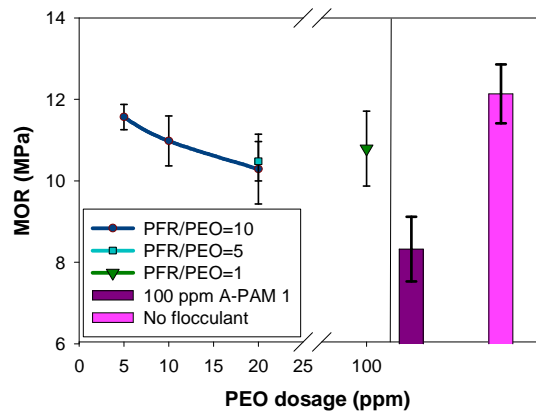 14
12
10
8
6
MOR (MPa)
PFR/PEO=10
PFR/PEO=5
PFR/PEO=1
100 ppm A-PAM 1
No flocculant
0 5 10 15 20 25 100
PEO dosage (ppm)